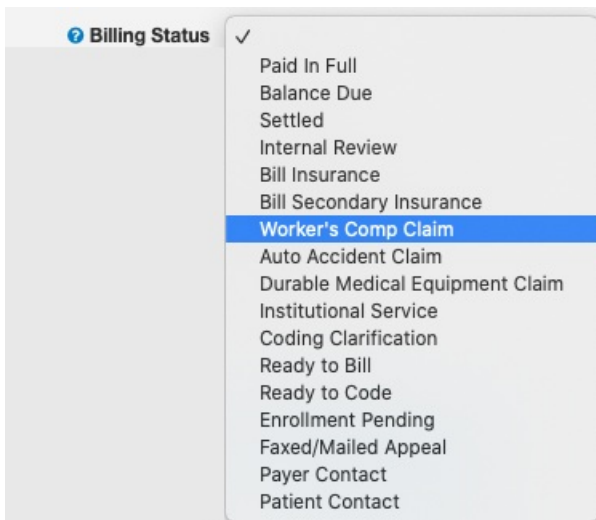 Billing Status
Paid In Full
Balance Due
Settled
Internal Review
Bill Insurance
Bill Secondary Insurance
Worker's Comp Claim
Auto Accident Claim
Durable Medical Equipment Claim
Institutional Service
Coding Clarification
Ready to Bill
Ready to Code
Enrollment Pending
Faxed/Mailed Appeal
Payer Contact
Patient Contact